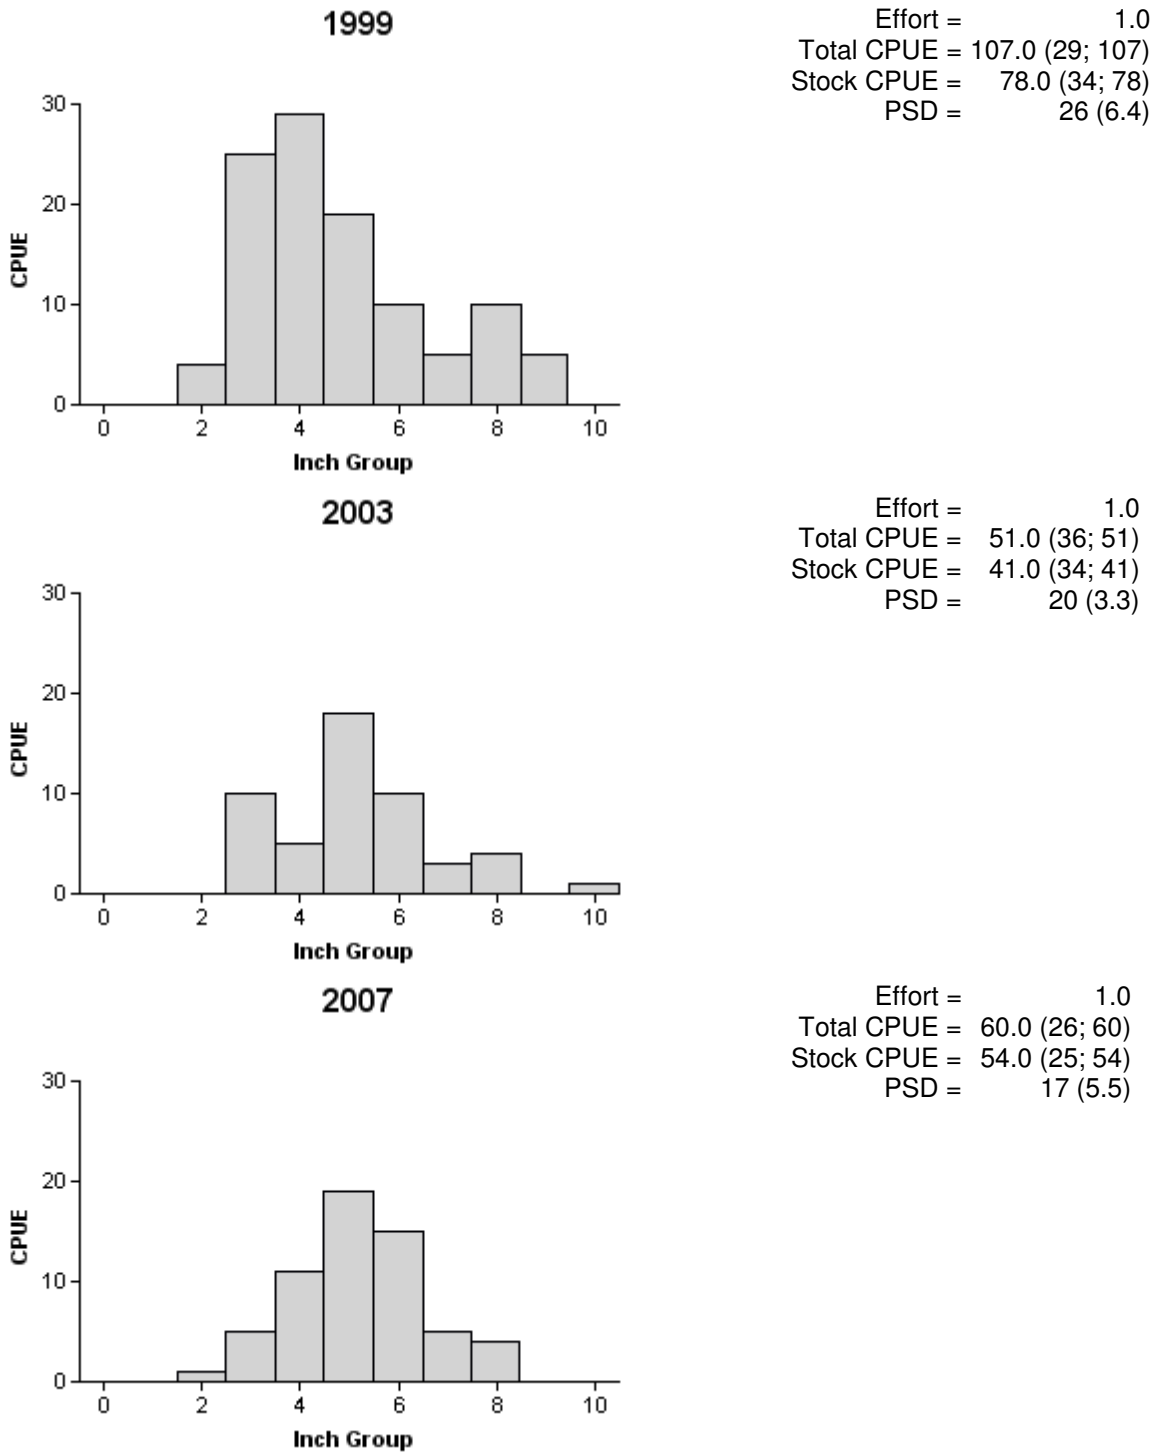 1999
Effort = 1.0
Total CPUE = 107.0 (29; 107)
Stock CPUE = 78.0 (34; 78)
PSD = 26 (6.4)
30
20
10
0
CPUE
0 2 4 6 8 10
Inch Group
2003
Effort = 1.0
Total CPUE = 51.0 (36; 51)
Stock CPUE = 41.0 (34; 41)
PSD = 20 (3.3)
30
20
10
0
CPUE
0 2 4 6 8 10
Inch Group
2007
Effort = 1.0
Total CPUE = 60.0 (26; 60)
Stock CPUE = 54.0 (25; 54)
PSD = 17 (5.5)
30
20
10
0
CPUE
0 2 4 6 8 10
Inch Group